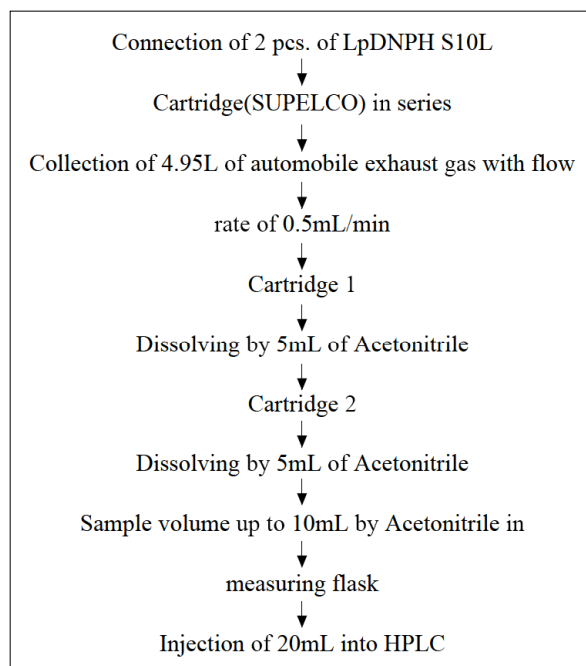 Connection of 2 pcs. of LpDNPH S10L
Cartridge(SUPELCO) in series
Collection of 4.95L of automobile exhaust gas with flow
rate of 0.5mL/min
Cartridge 1
Dissolving by 5mL of Acetonitrile
Cartridge 2
Dissolving by 5mL of Acetonitrile
Sample volume up to 10mL by Acetonitrile in
measuring flask
Injection of 20mL into HPLC